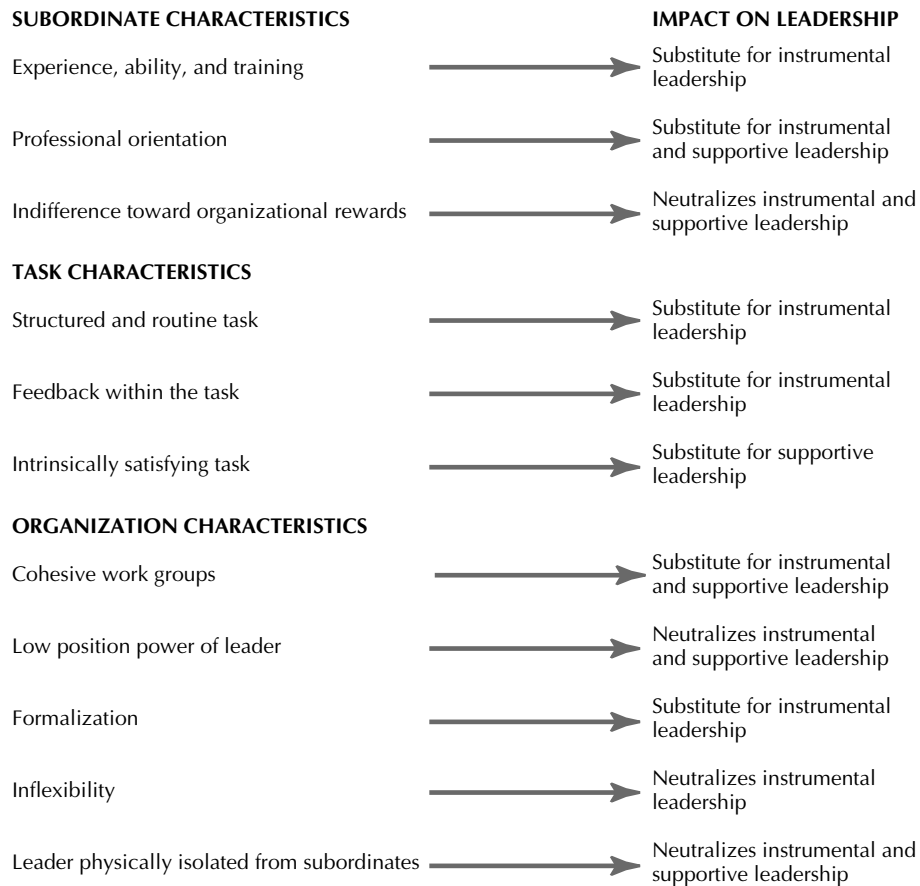 SUBORDINATE CHARACTERISTICS
IMPACT ON LEADERSHIP
Experience, ability, and training
Substitute for instrumental
leadership
Professional orientation
Substitute for instrumental
and supportive leadership
Indifference toward organizational rewards
Neutralizes instrumental and
supportive leadership
TASK CHARACTERISTICS
Structured and routine task
Substitute for instrumental
leadership
Feedback within the task
Substitute for instrumental
leadership
Intrinsically satisfying task
Substitute for supportive
leadership
ORGANIZATION CHARACTERISTICS
Cohesive work groups
Substitute for instrumental
and supportive leadership
Low position power of leader
Neutralizes instrumental
and supportive leadership
Formalization
Substitute for instrumental
leadership
Inflexibility
Neutralizes instrumental
leadership
Leader physically isolated from subordinates
Neutralizes instrumental and
supportive leadership